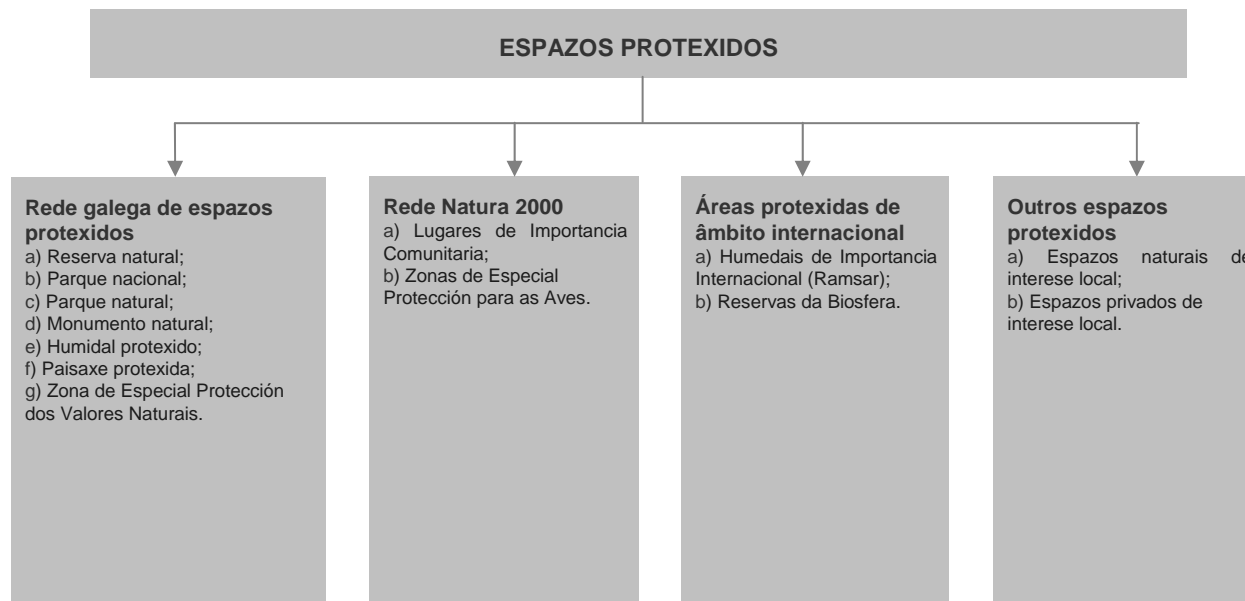 ESPAZOS PROTEXIDOS
Rede galega de espazos
protexidos
a) Reserva natural;
b) Parque nacional;
c) Parque natural;
d) Monumento natural;
e) Humidal protexido;
f) Paisaxe protexida;
g) Zona de Especial Protección
dos Valores Naturais.
Rede Natura 2000
a) Lugares de Importancia
Comunitaria;
b) Zonas de Especial
Protección para as Aves.
Áreas protexidas de
âmbito internacional
a) Humedais de Importancia
Internacional (Ramsar);
b) Reservas da Biosfera.
Outros espazos
protexidos
a) Espazos naturais de
interese local;
b) Espazos privados de
interese local.